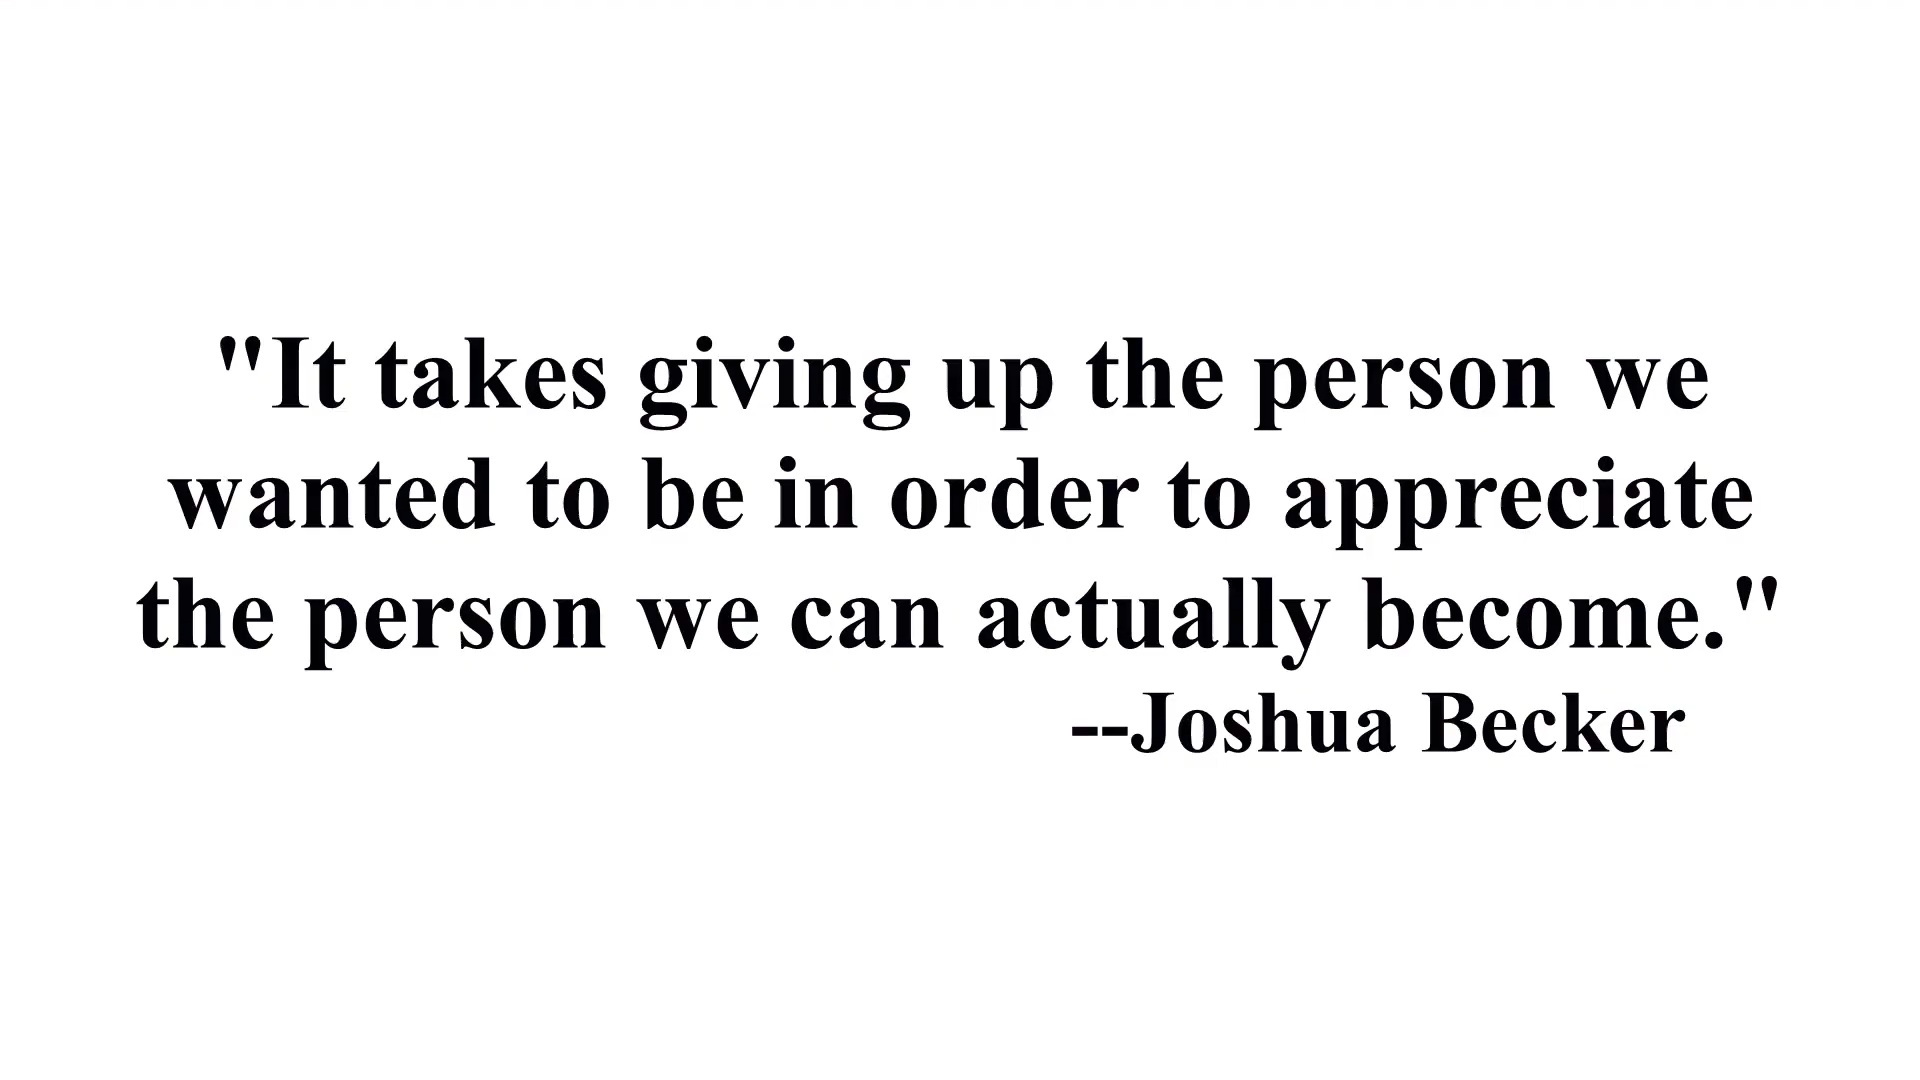 "It takes giving up the person we
wanted to be in order to appreciate
the person we can actually become."
--Joshua Becker